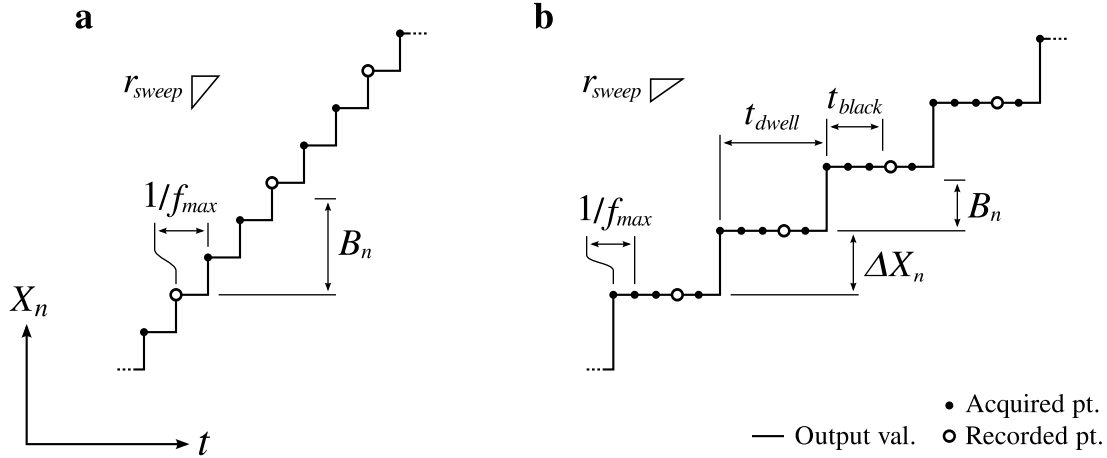 a
r_sweep
1/f_max
B_n
X_n
t
b
r_sweep
t_dwell
t_black
1/f_max
B_n
ΔX_n
Acquired pt.
Output val.
Recorded pt.